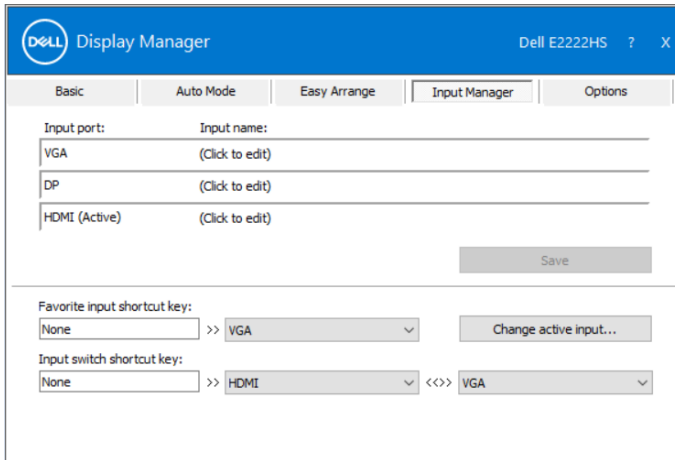 DELL Display Manager Dell E2222HS ? X
Basic Auto Mode Easy Arrange Input Manager Options
Input port: Input name:
VGA (Click to edit)
DP (Click to edit)
HDMI (Active) (Click to edit)
Save
Favorite input shortcut key:
None >> VGA Change active input...
Input switch shortcut key:
None >> HDMI <<>> VGA